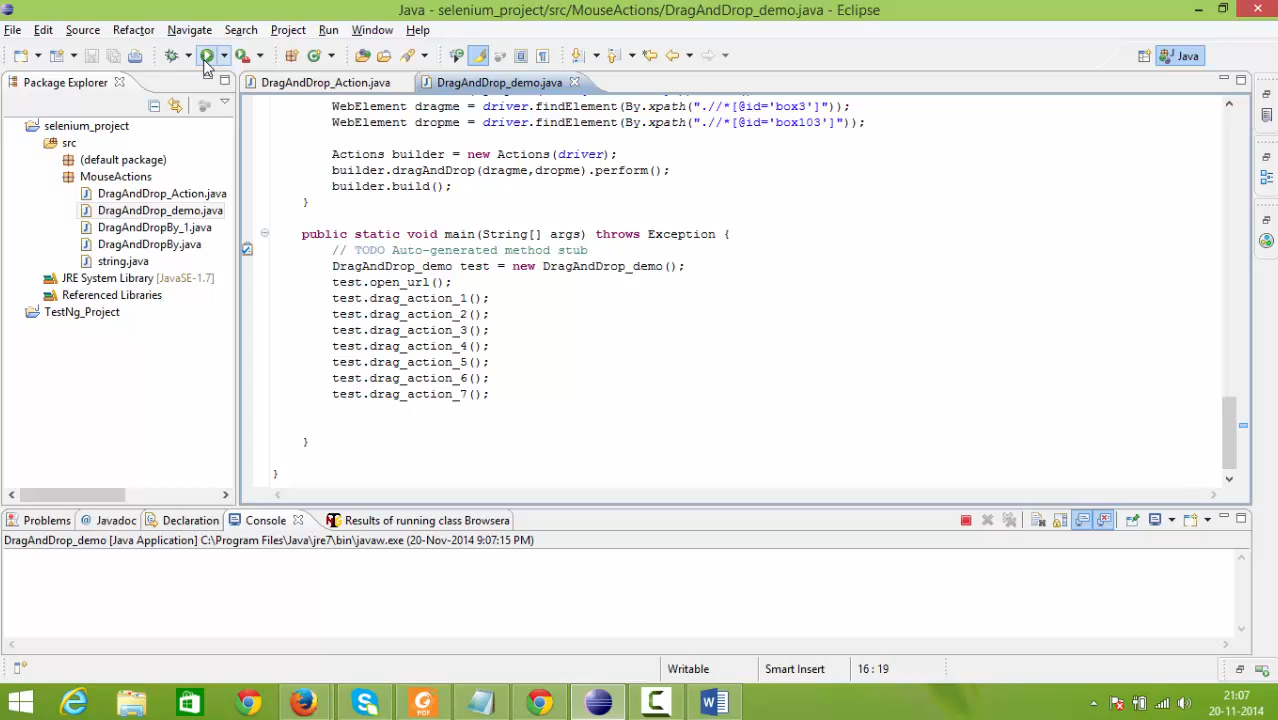 Java - selenium_project/src/MouseActions/DragAndDrop_demo.java - Eclipse
File Edit Source Refactor Navigate Search Project Run Window Help
Java
Package Explorer
DragAndDrop_Action.java
DragAndDrop_demo.java
selenium_project
src
(default package)
MouseActions
DragAndDrop_Action.java
DragAndDrop_demo.java
DragAndDropBy_1.java
DragAndDropBy.java
string.java
JRE System Library [JavaSE-1.7]
Referenced Libraries
TestNg_Project
WebElement dragme = driver.findElement(By.xpath(".//*[@id='box3']"));
WebElement dropme = driver.findElement(By.xpath(".//*[@id='box103']"));
Actions builder = new Actions(driver);
builder.dragAndDrop(dragme,dropme).perform();
builder.build();
}
public static void main(String[] args) throws Exception {
// TODO Auto-generated method stub
DragAndDrop_demo test = new DragAndDrop_demo();
test.open_url();
test.drag_action_1();
test.drag_action_2();
test.drag_action_3();
test.drag_action_4();
test.drag_action_5();
test.drag_action_6();
test.drag_action_7();
}
}
Problems Javadoc Declaration Console Results of running class Browsera
DragAndDrop_demo [Java Application] C:\Program Files\Java\jre7\bin\javaw.exe (20-Nov-2014 9:07:15 PM)
Writable Smart Insert 16 : 19
PDF
21:07
20-11-2014